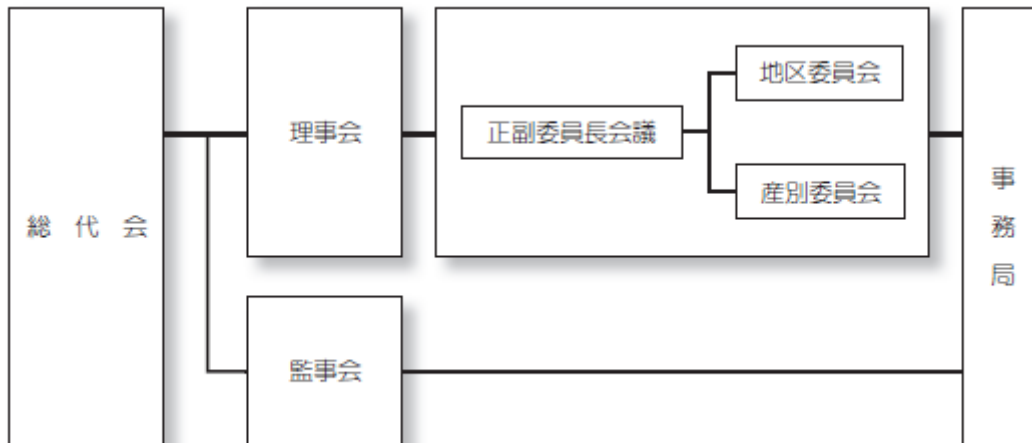 総代会
理事会
正副委員長会議
地区委員会
産別委員会
監事会
事務局